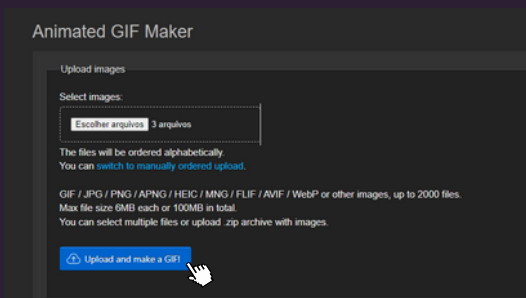 Animated GIF Maker
Upload images
Select images:
Escolher arquivos 3 arquivos
The files will be ordered alphabetically.
You can switch to manually ordered upload.
GIF / JPG / PNG / APNG / HEIC / MNG / FLIF / AVIF / WebP or other images, up to 2000 files.
Max file size 6MB each or 100MB in total.
You can select multiple files or upload .zip archive with images.
Upload and make a GIF!